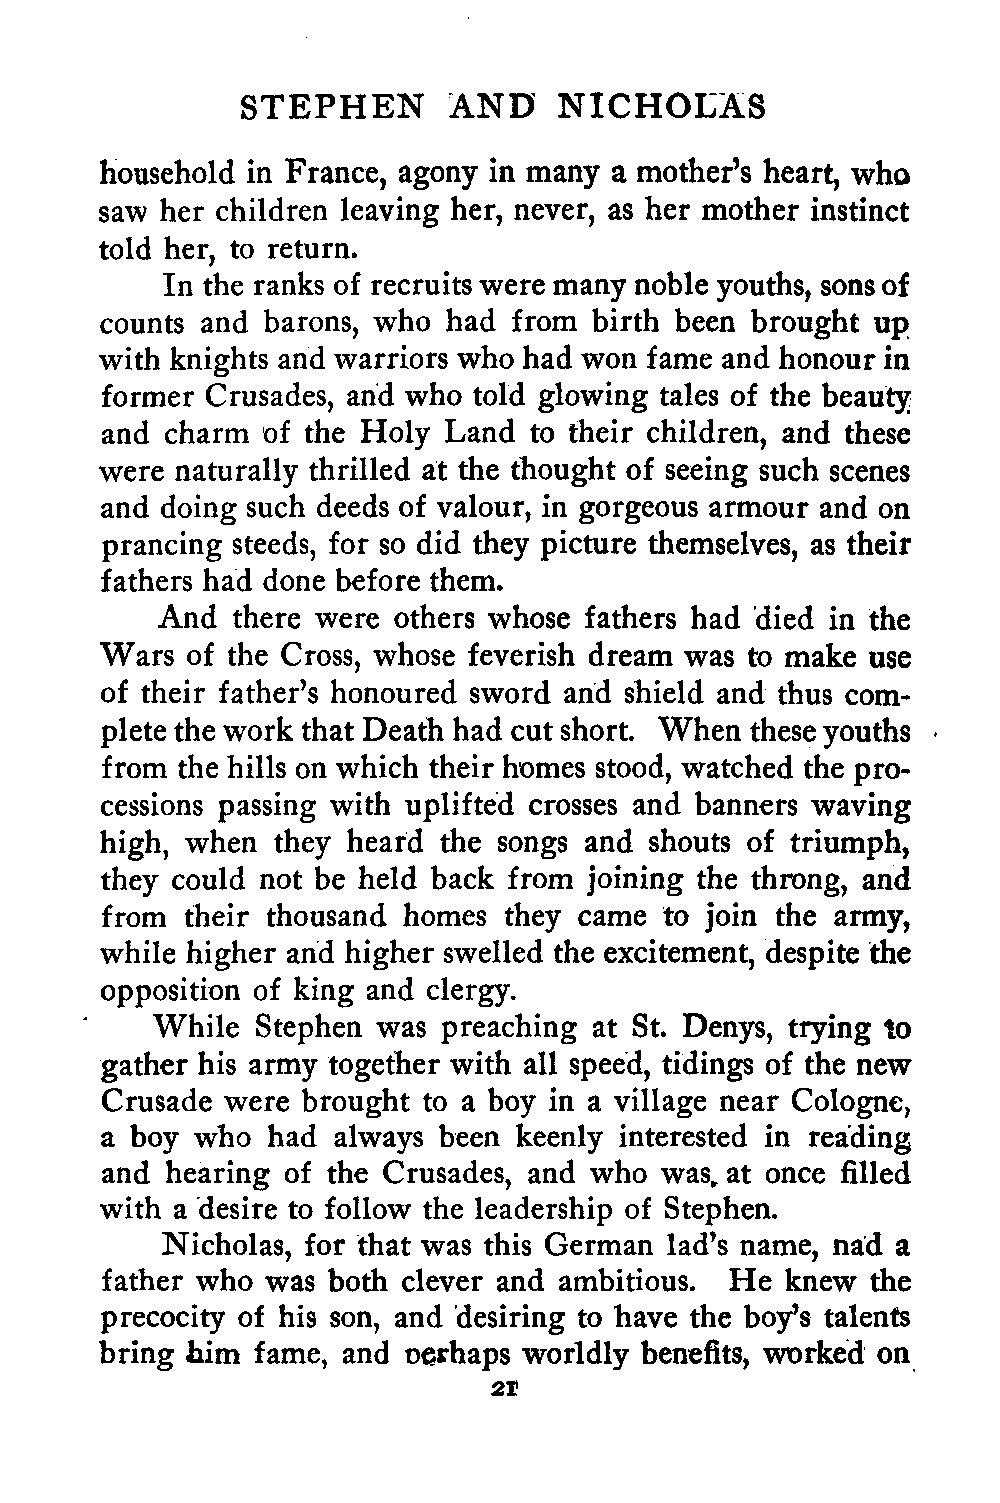 STEPHEN AND NICHOLAS
household in France, agony in many a mother's heart, who
saw her children leaving her, never, as her mother instinct
told her, to return.
In the ranks of recruits were many noble youths, sons of
counts and barons, who had from birth been brought up
with knights and warriors who had won fame and honour in
former Crusades, and who told glowing tales of the beauty
and charm of the Holy Land to their children, and these
were naturally thrilled at the thought of seeing such scenes
and doing such deeds of valour, in gorgeous armour and on
prancing steeds, for so did they picture themselves, as their
fathers had done before them.
And there were others whose fathers had died in the
Wars of the Cross, whose feverish dream was to make use
of their father's honoured sword and shield and thus com-
plete the work that Death had cut short. When these youths
from the hills on which their homes stood, watched the pro-
cessions passing with uplifted crosses and banners waving
high, when they heard the songs and shouts of triumph,
they could not be held back from joining the throng, and
from their thousand homes they came to join the army,
while higher and higher swelled the excitement, despite the
opposition of king and clergy.
While Stephen was preaching at St. Denys, trying to
gather his army together with all speed, tidings of the new
Crusade were brought to a boy in a village near Cologne,
a boy who had always been keenly interested in reading
and hearing of the Crusades, and who was at once filled
with a desire to follow the leadership of Stephen.
Nicholas, for that was this German lad's name, had a
father who was both clever and ambitious. He knew the
precocity of his son, and desiring to have the boy's talents
bring him fame, and perhaps worldly benefits, worked on
21